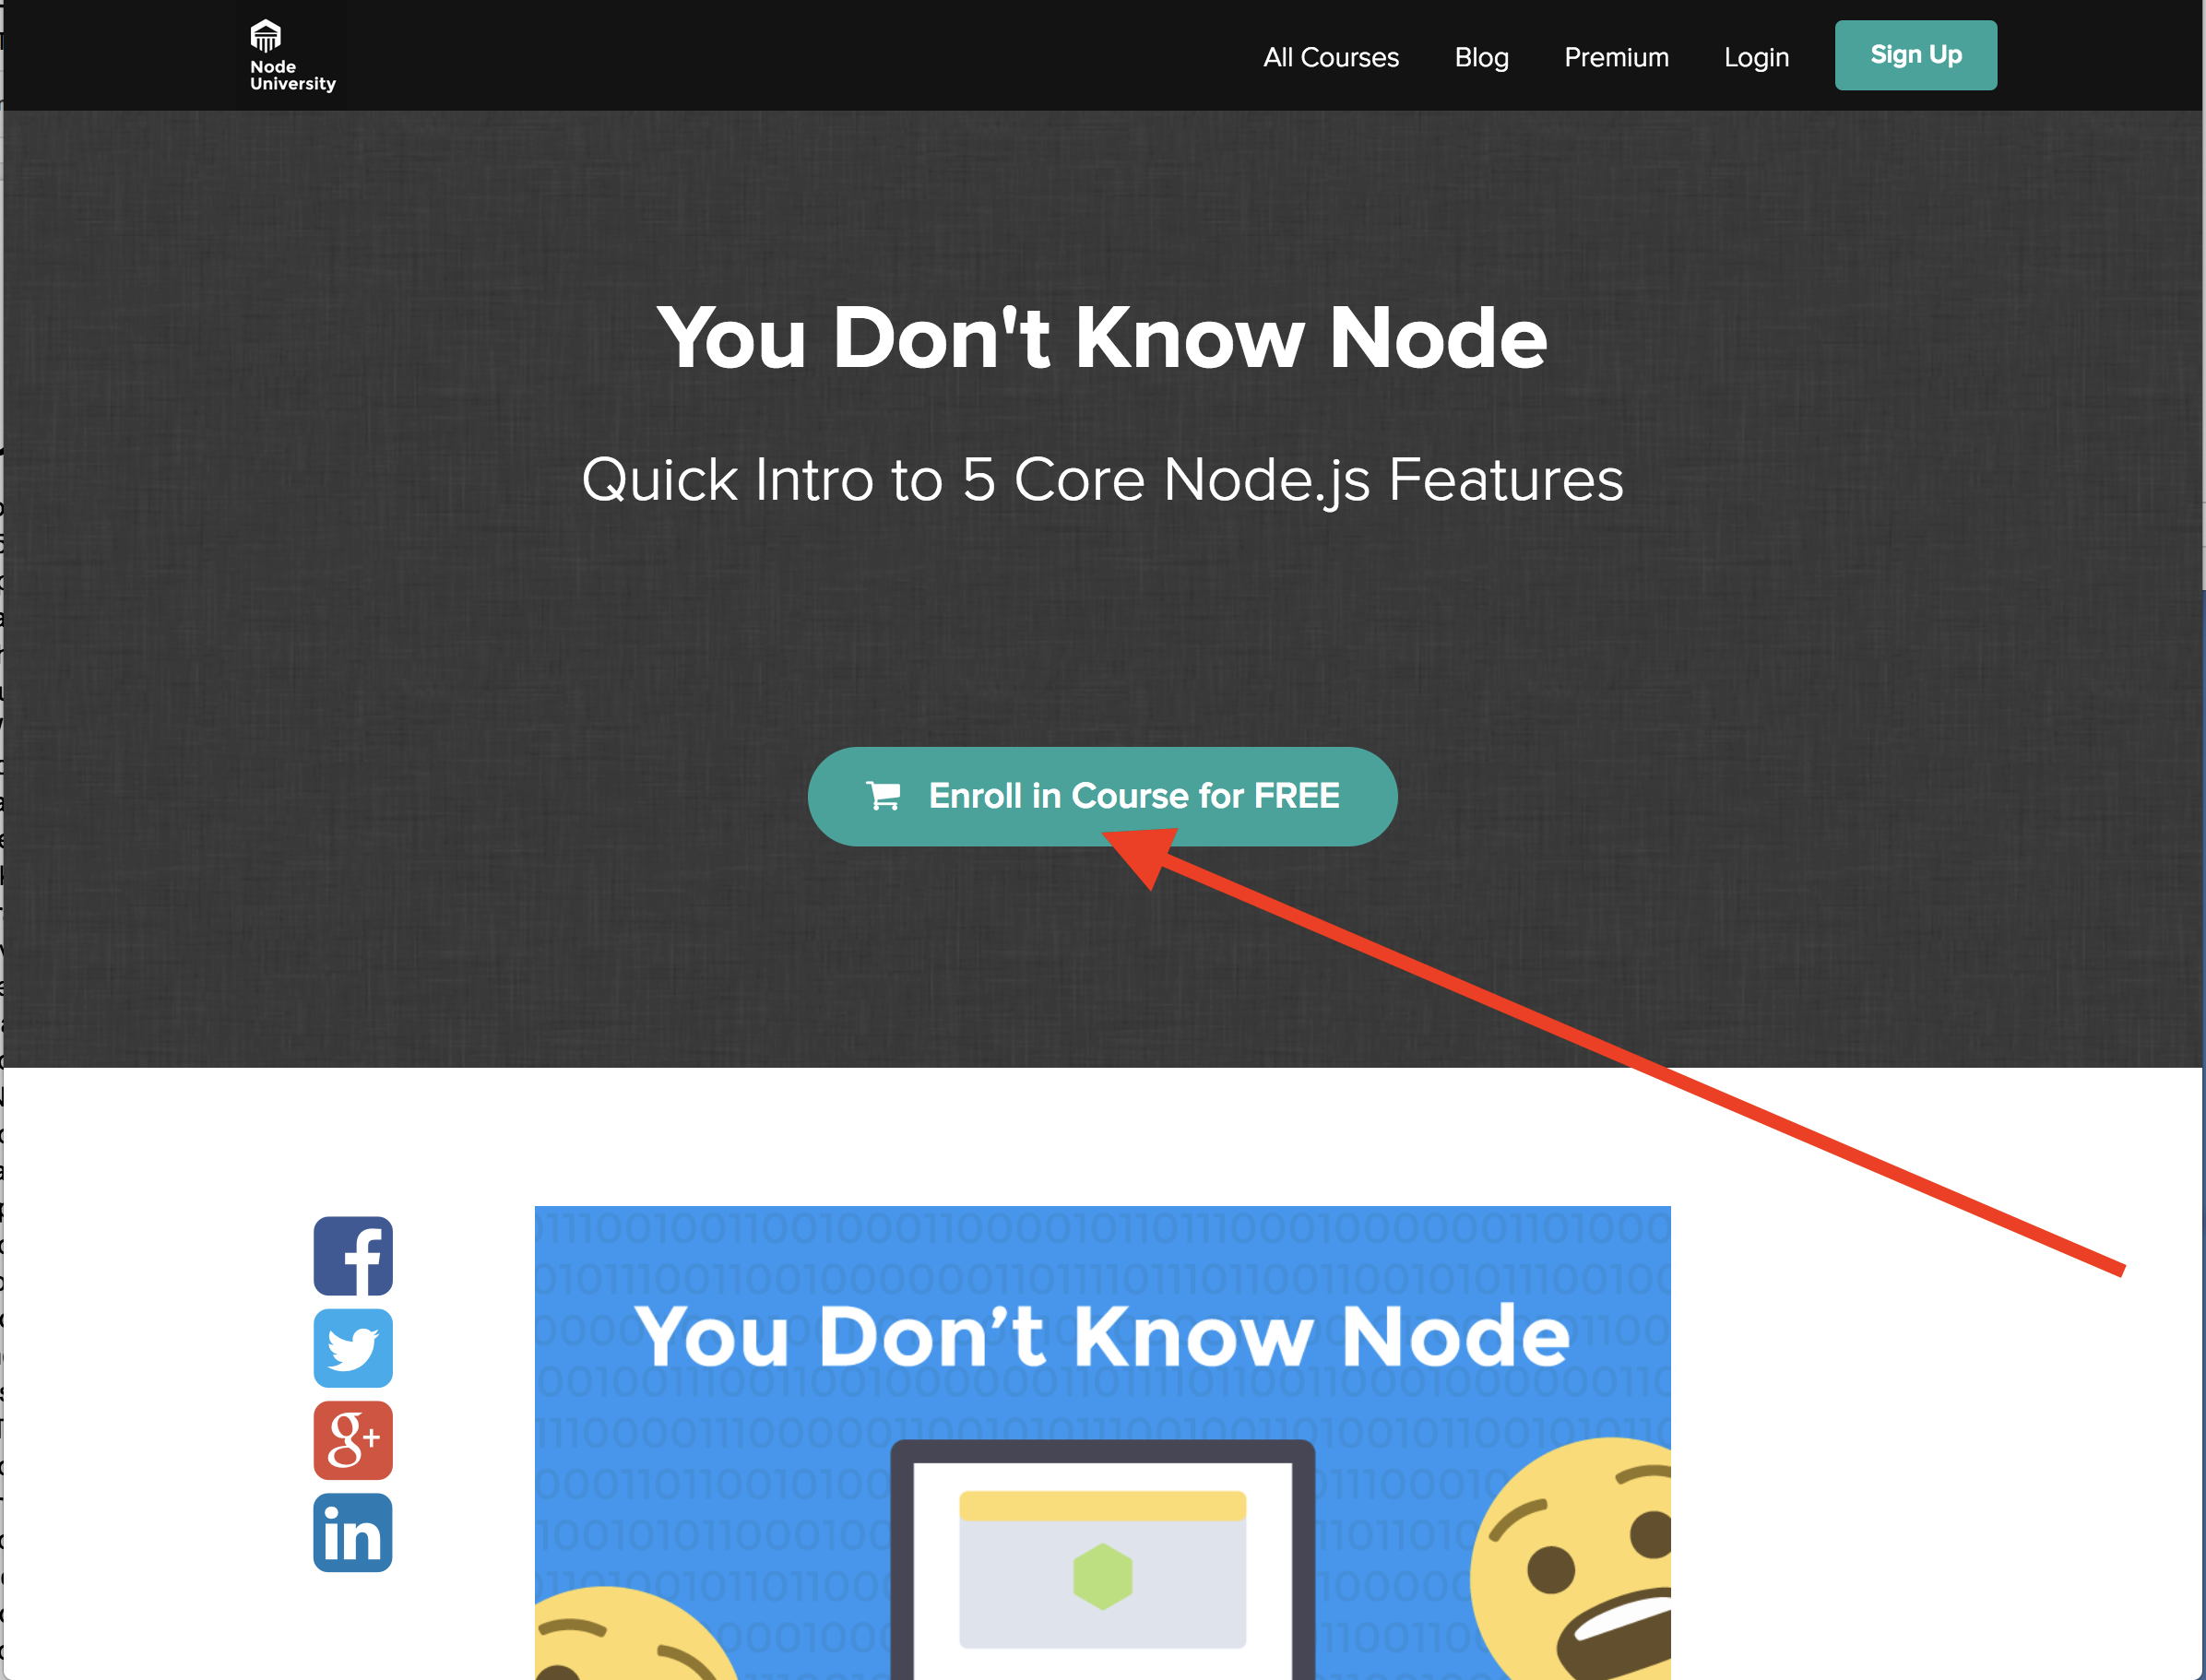 Node
University
All Courses
Blog
Premium
Login
Sign Up
You Don't Know Node
Quick Intro to 5 Core Node.js Features
Enroll in Course for FREE
You Don’t Know Node